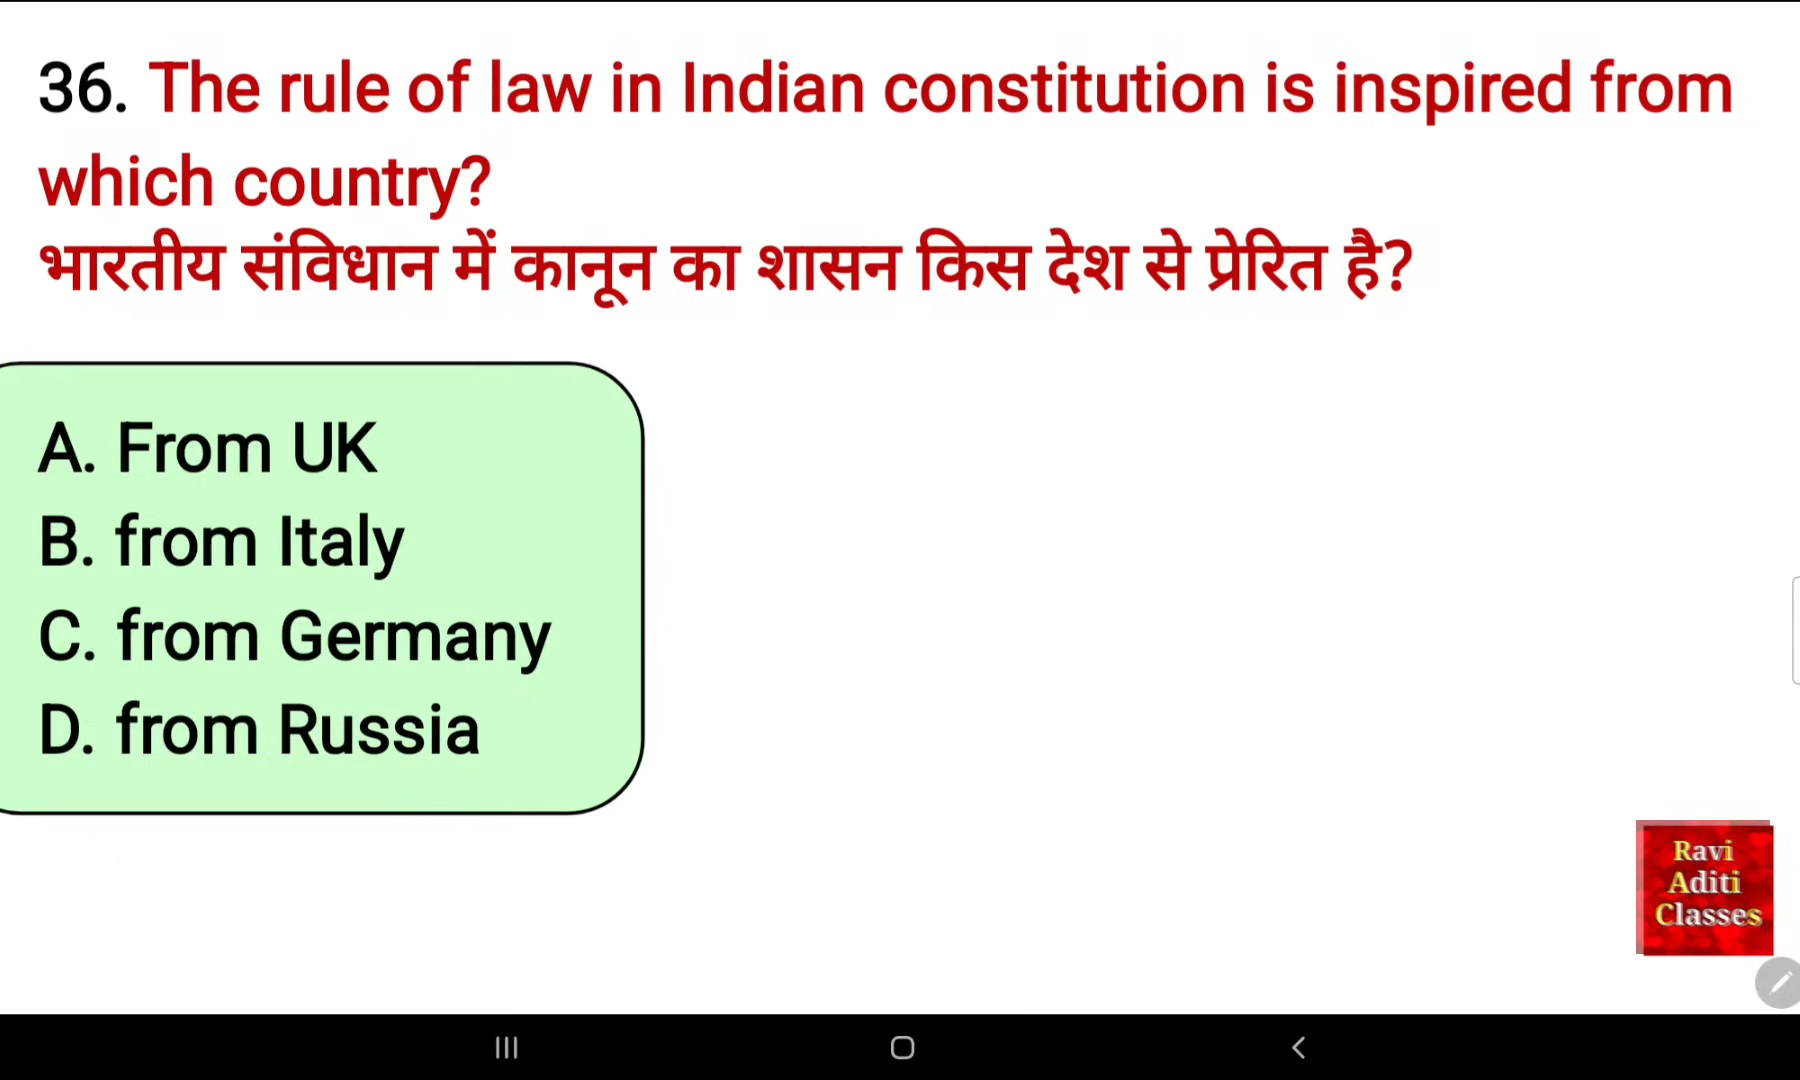 36. The rule of law in Indian constitution is inspired from
which country?
भारतीय संविधान में कानून का शासन किस देश से प्रेरित है?
A. From UK
B. from Italy
C. from Germany
D. from Russia
Ravi
Aditi
Classes